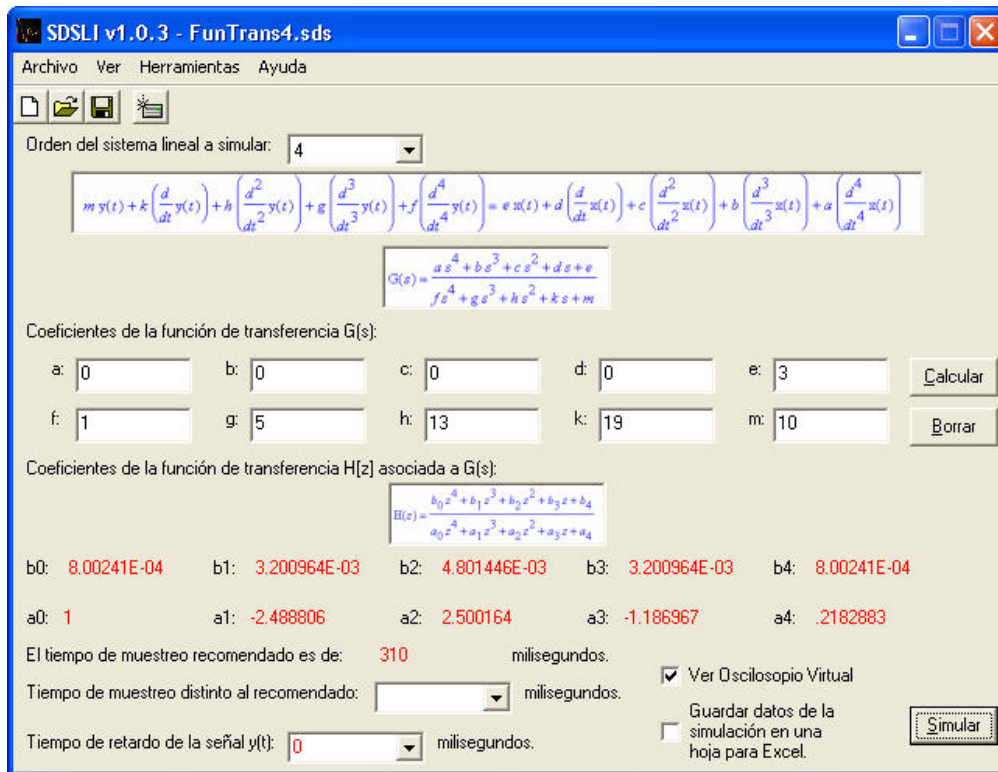 SDSLI v1.0.3 - FunTrans4.sds
Archivo Ver Herramientas Ayuda
Orden del sistema lineal a simular: 4
m y(t) + k (d/dt y(t)) + h (d²/dt² y(t)) + g (d³/dt³ y(t)) + f (d⁴/dt⁴ y(t)) = e x(t) + d (d/dt x(t)) + c (d²/dt² x(t)) + b (d³/dt³ x(t)) + a (d⁴/dt⁴ x(t))
G(s) = (a s⁴ + b s³ + c s² + d s + e) / (f s⁴ + g s³ + h s² + k s + m)
Coeficientes de la función de transferencia G(s):
a: 0 b: 0 c: 0 d: 0 e: 3 Calcular
f: 1 g: 5 h: 13 k: 19 m: 10 Borrar
Coeficientes de la función de transferencia H[z] asociada a G(s):
H(z) = (b₀ z⁴ + b₁ z³ + b₂ z² + b₃ z + b₄) / (a₀ z⁴ + a₁ z³ + a₂ z² + a₃ z + a₄)
b0: 8.00241E-04 b1: 3.200964E-03 b2: 4.801446E-03 b3: 3.200964E-03 b4: 8.00241E-04
a0: 1 a1: -2.488806 a2: 2.500164 a3: -1.186967 a4: .2182883
El tiempo de muestreo recomendado es de: 310 milisegundos.
Tiempo de muestreo distinto al recomendado: milisegundos.
Tiempo de retardo de la señal y(t): 0 milisegundos.
Ver Oscilosopio Virtual
Guardar datos de la
simulación en una
hoja para Excel.
Simular